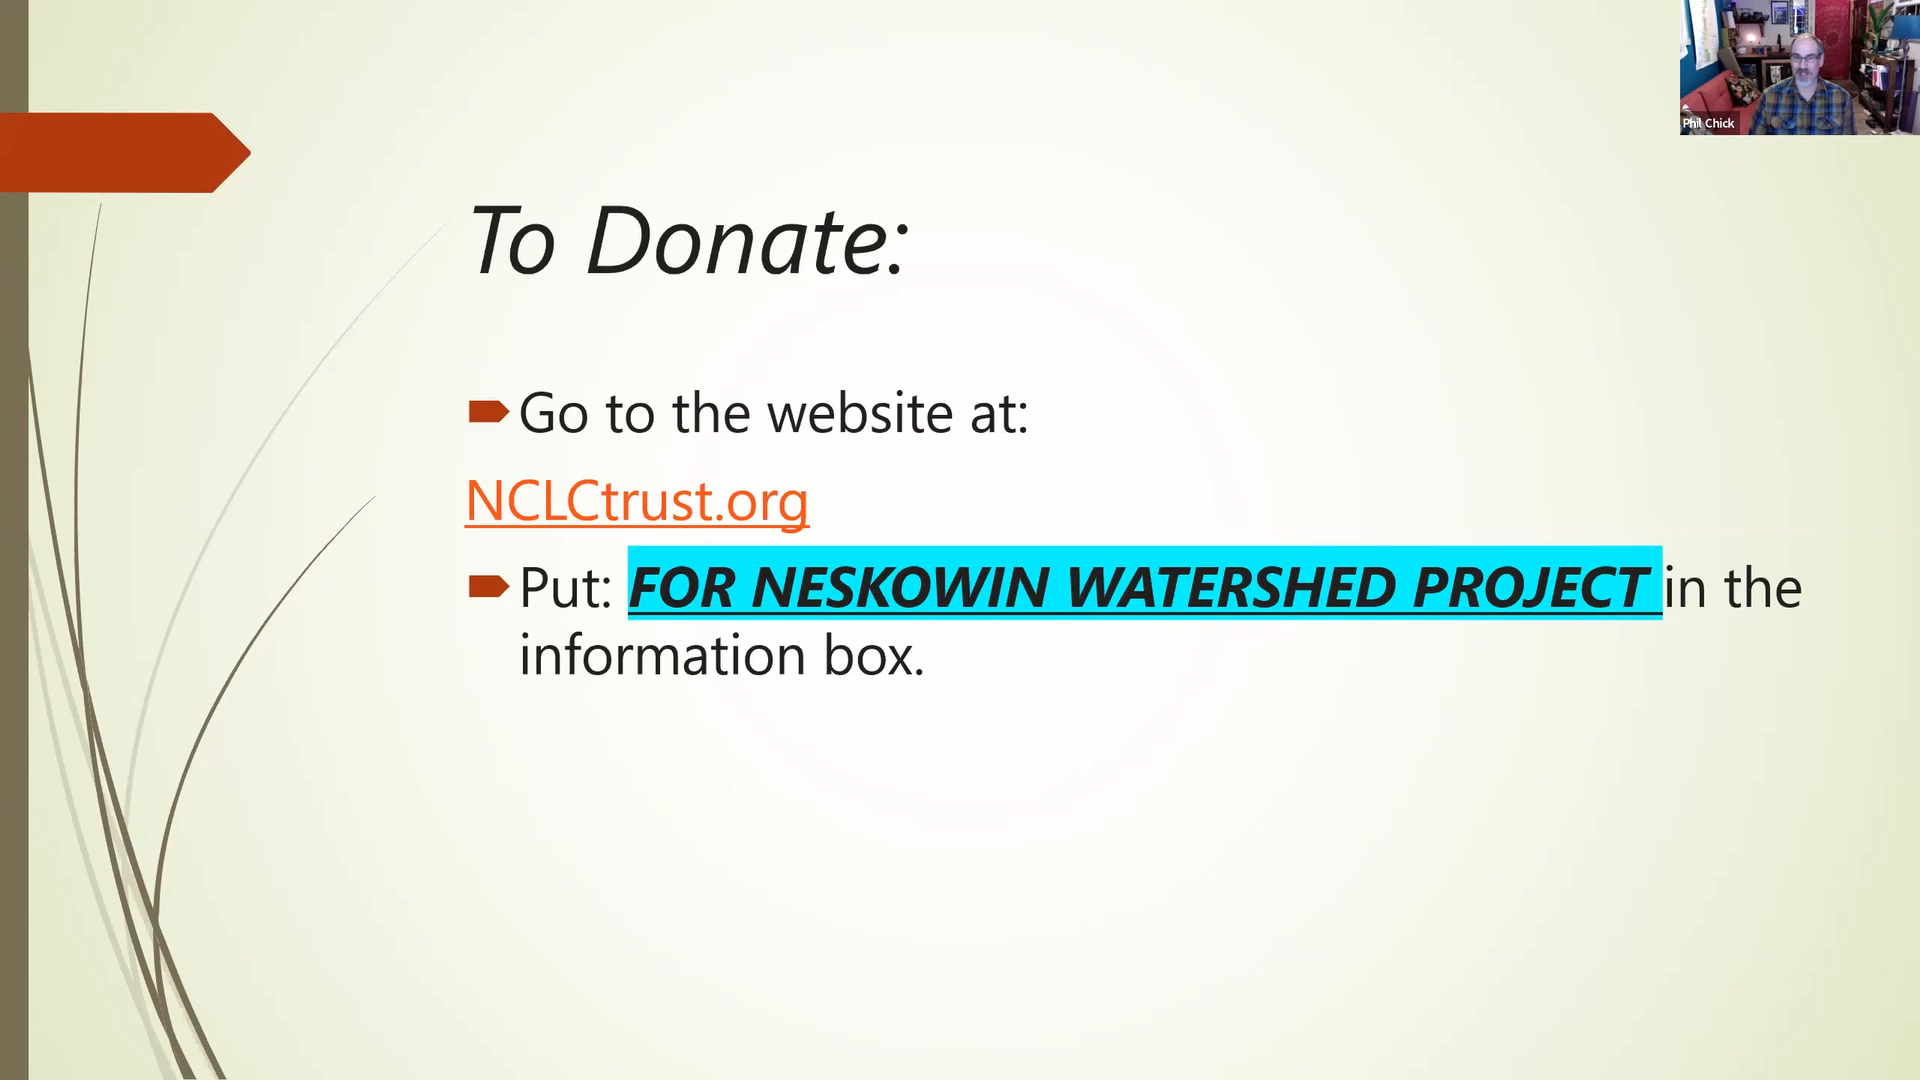 Phil Chick
To Donate:
Go to the website at:
NCLCtrust.org
Put: FOR NESKOWIN WATERSHED PROJECT in the
information box.